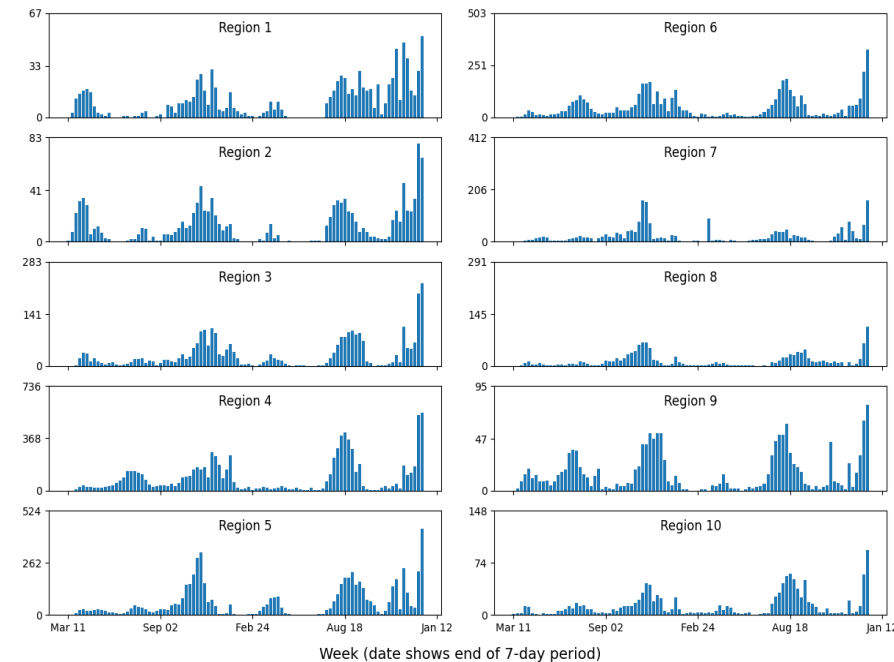 67
33
0
Region 1
503
251
0
Region 6
83
41
0
Region 2
412
206
0
Region 7
283
141
0
Region 3
291
145
0
Region 8
736
368
0
Region 4
95
47
0
Region 9
524
262
0
Region 5
148
74
0
Region 10
Mar 11 Sep 02 Feb 24 Aug 18 Jan 12
Mar 11 Sep 02 Feb 24 Aug 18 Jan 12
Week (date shows end of 7-day period)